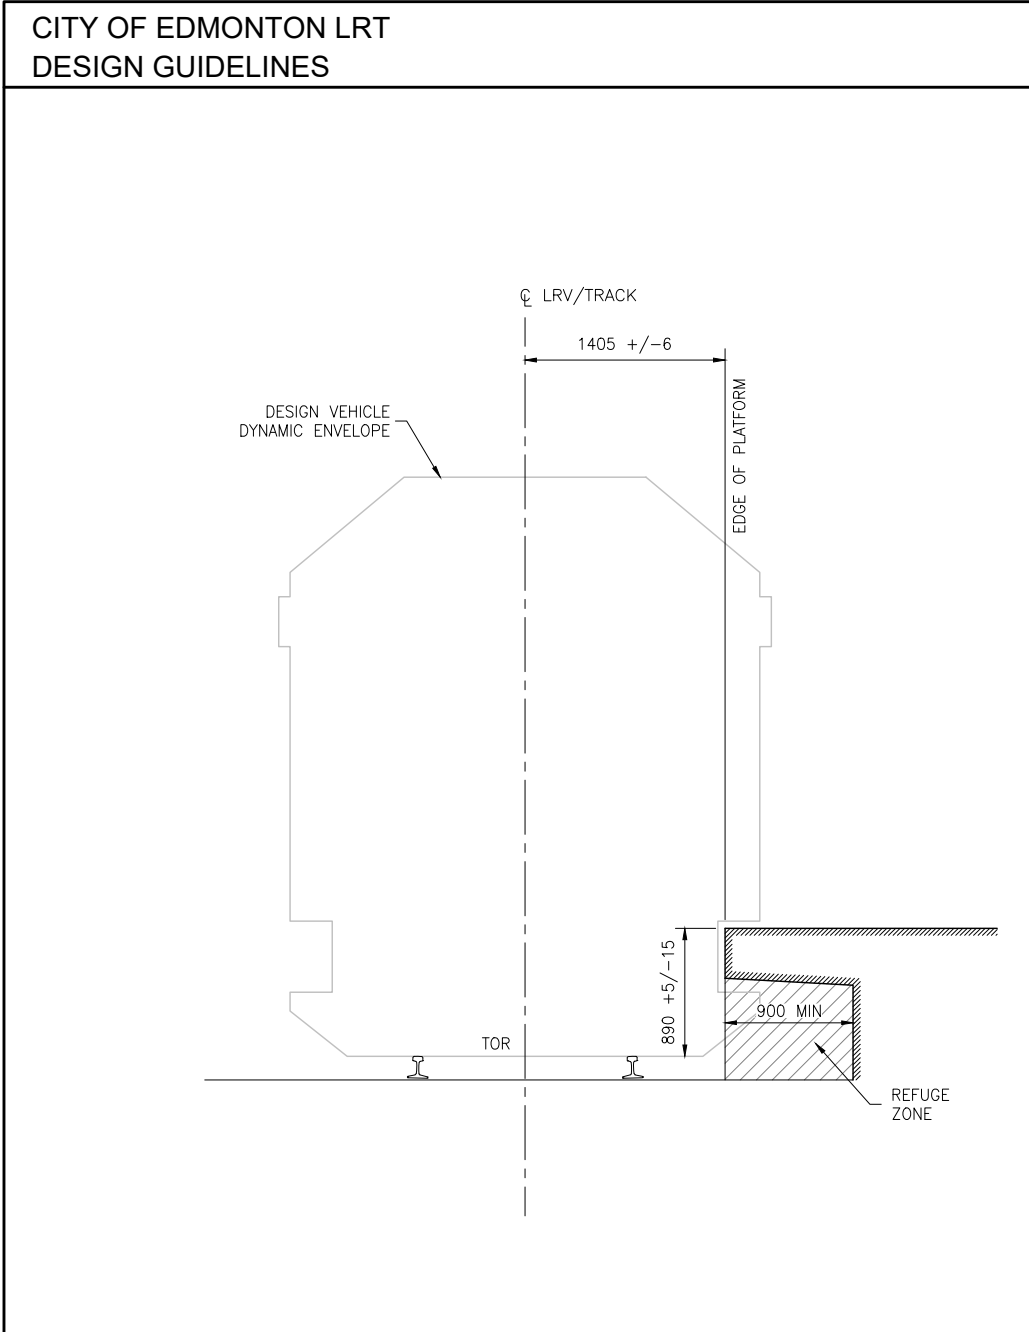 CITY OF EDMONTON LRT
DESIGN GUIDELINES
℄ LRV/TRACK
1405 +/-6
EDGE OF PLATFORM
DESIGN VEHICLE
DYNAMIC ENVELOPE
890 +5/-15
900 MIN
TOR
REFUGE
ZONE